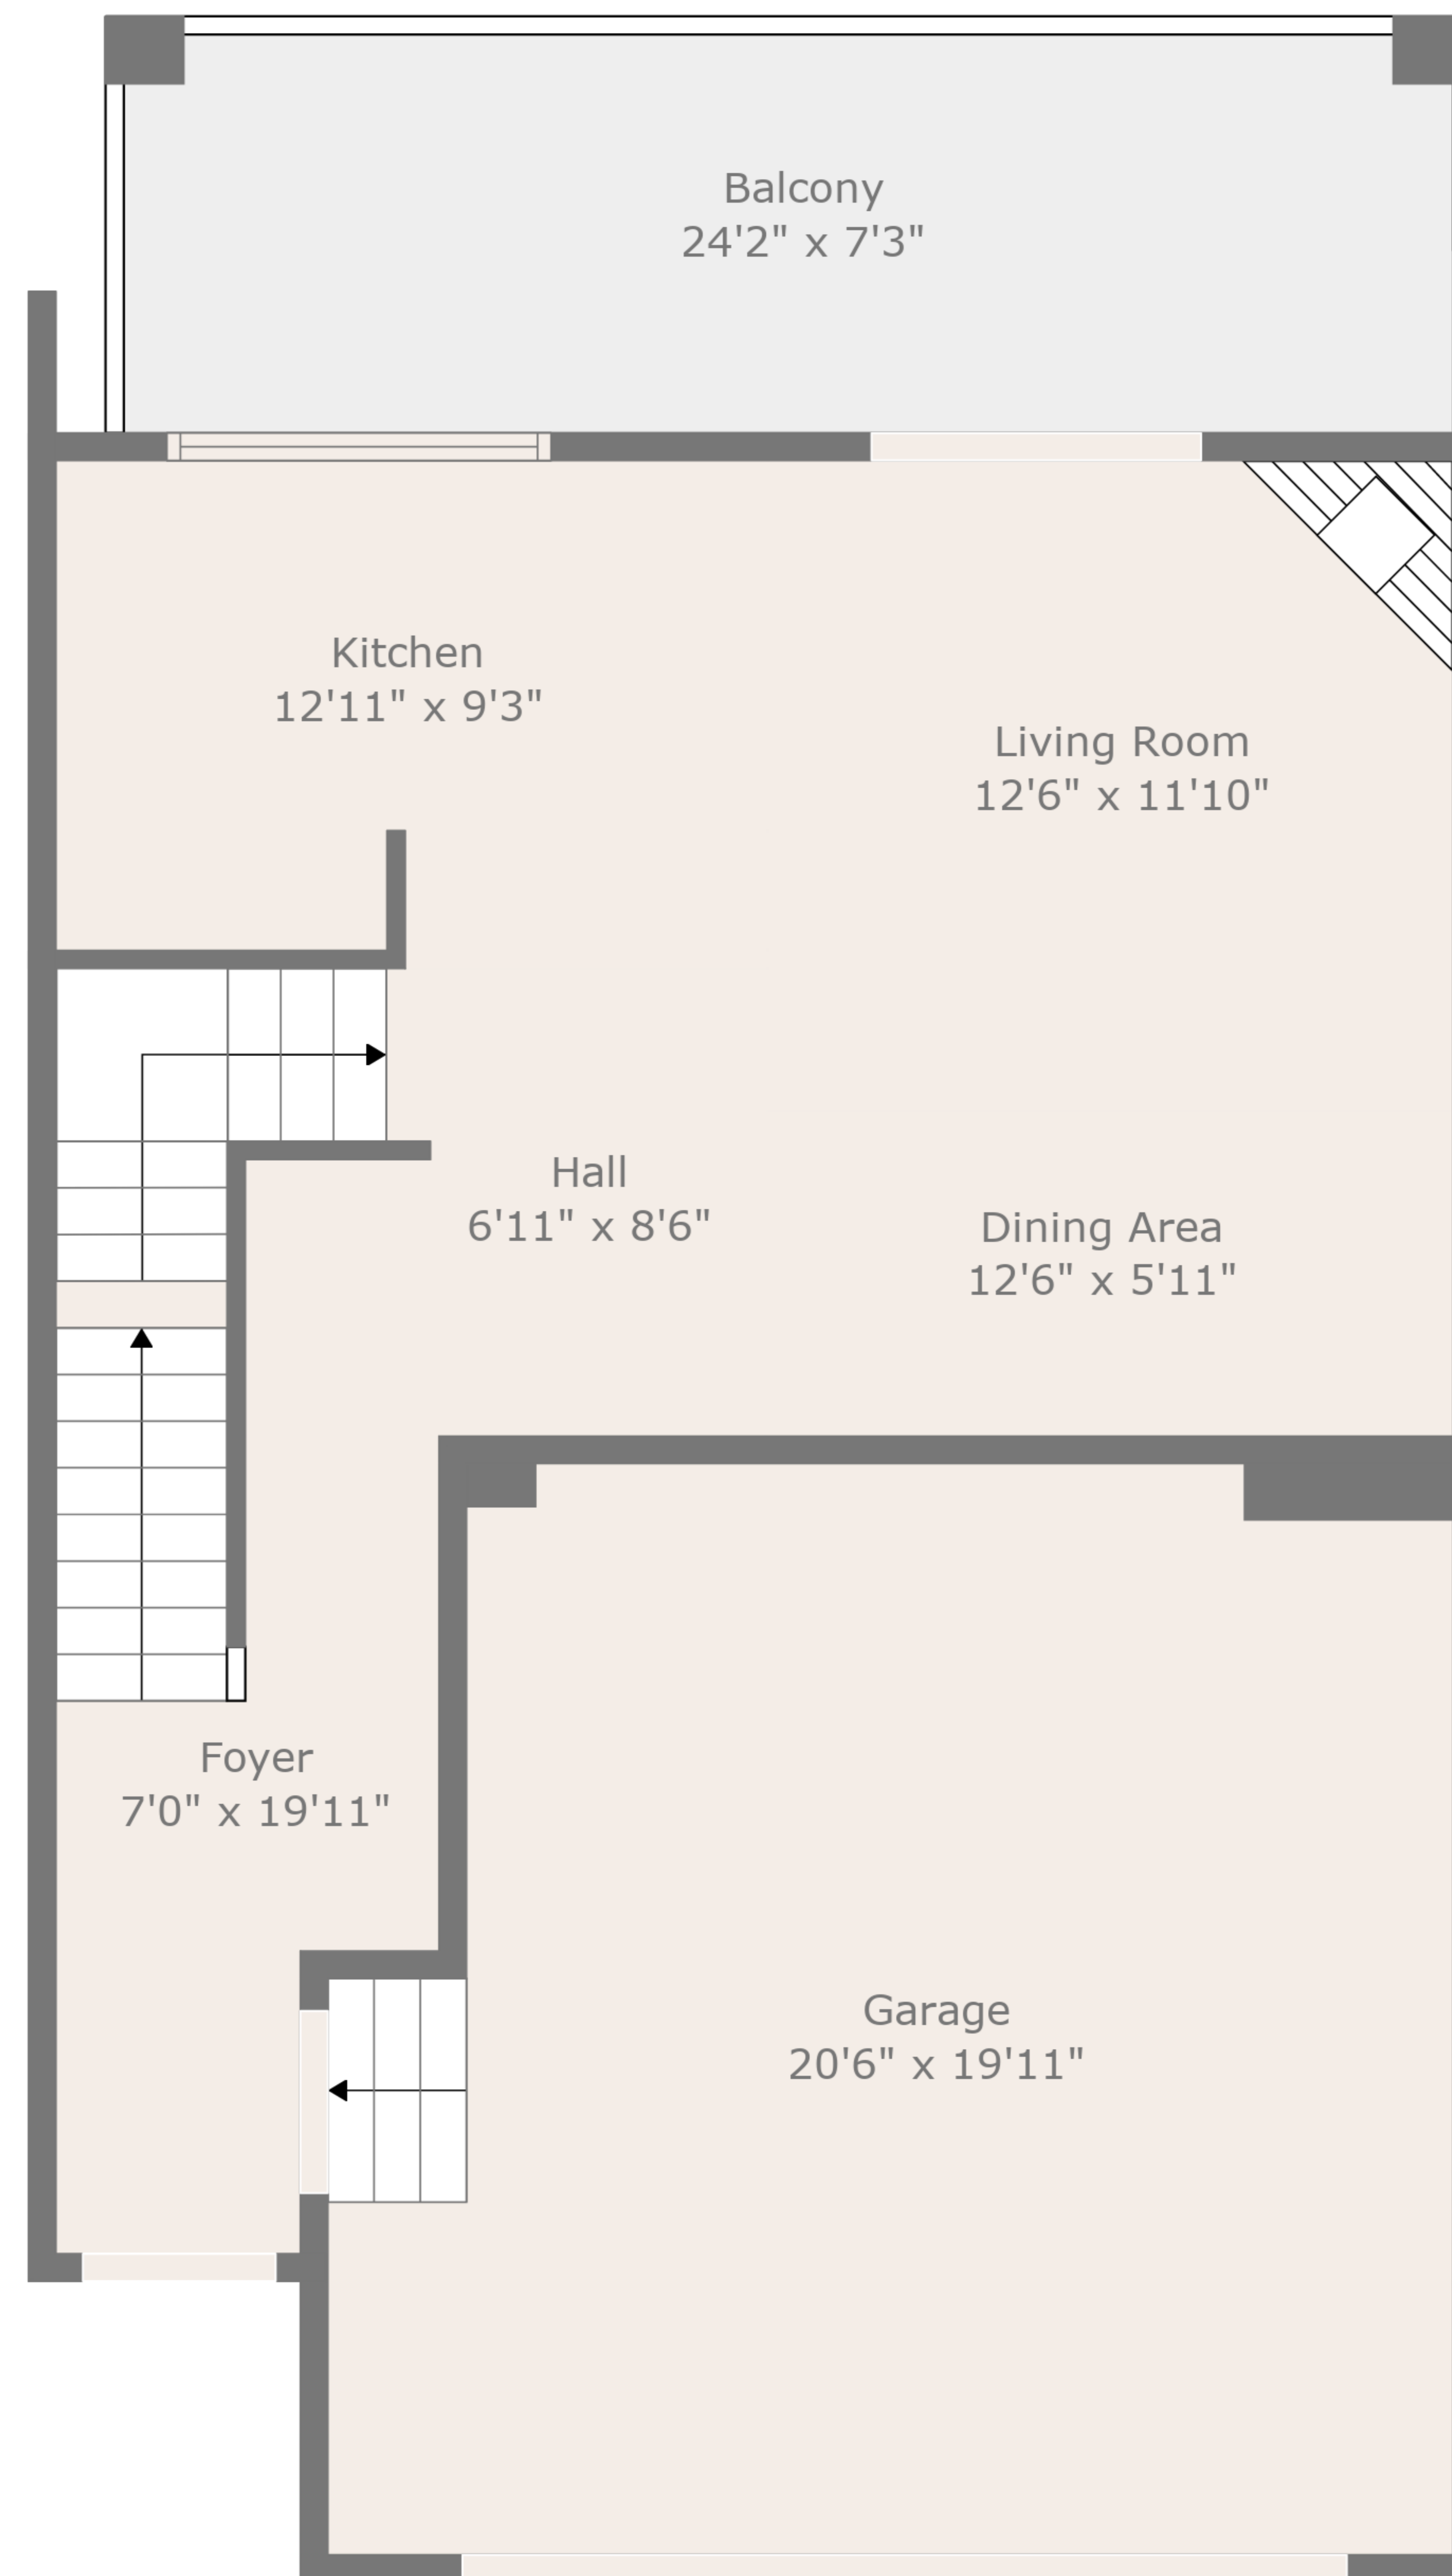 Balcony
24'2" x 7'3"
Kitchen
12'11" x 9'3"
Living Room
12'6" x 11'10"
Hall
6'11" x 8'6"
Dining Area
12'6" x 5'11"
Foyer
7'0" x 19'11"
Garage
20'6" x 19'11"